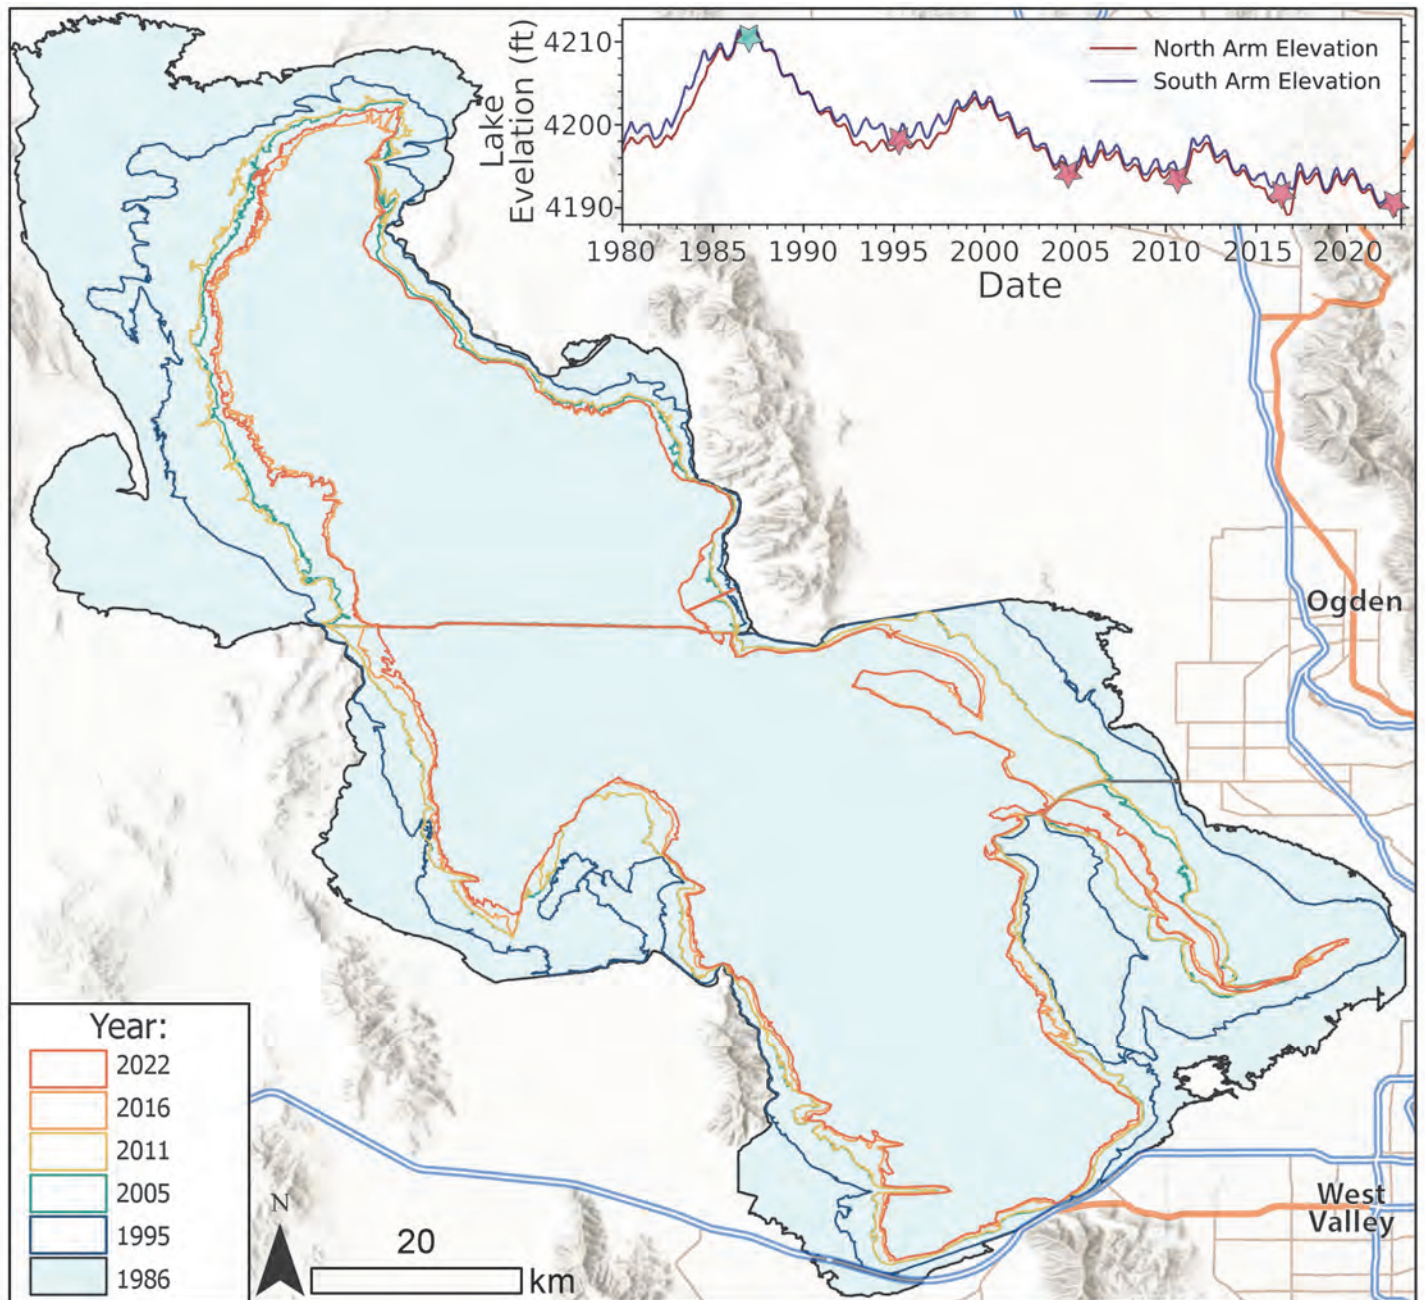 4210
4200
4190
Lake
Evelation (ft)
North Arm Elevation
South Arm Elevation
1980 1985 1990 1995 2000 2005 2010 2015 2020
Date
Ogden
West
Valley
Year:
2022
2016
2011
2005
1995
1986
N
20
km